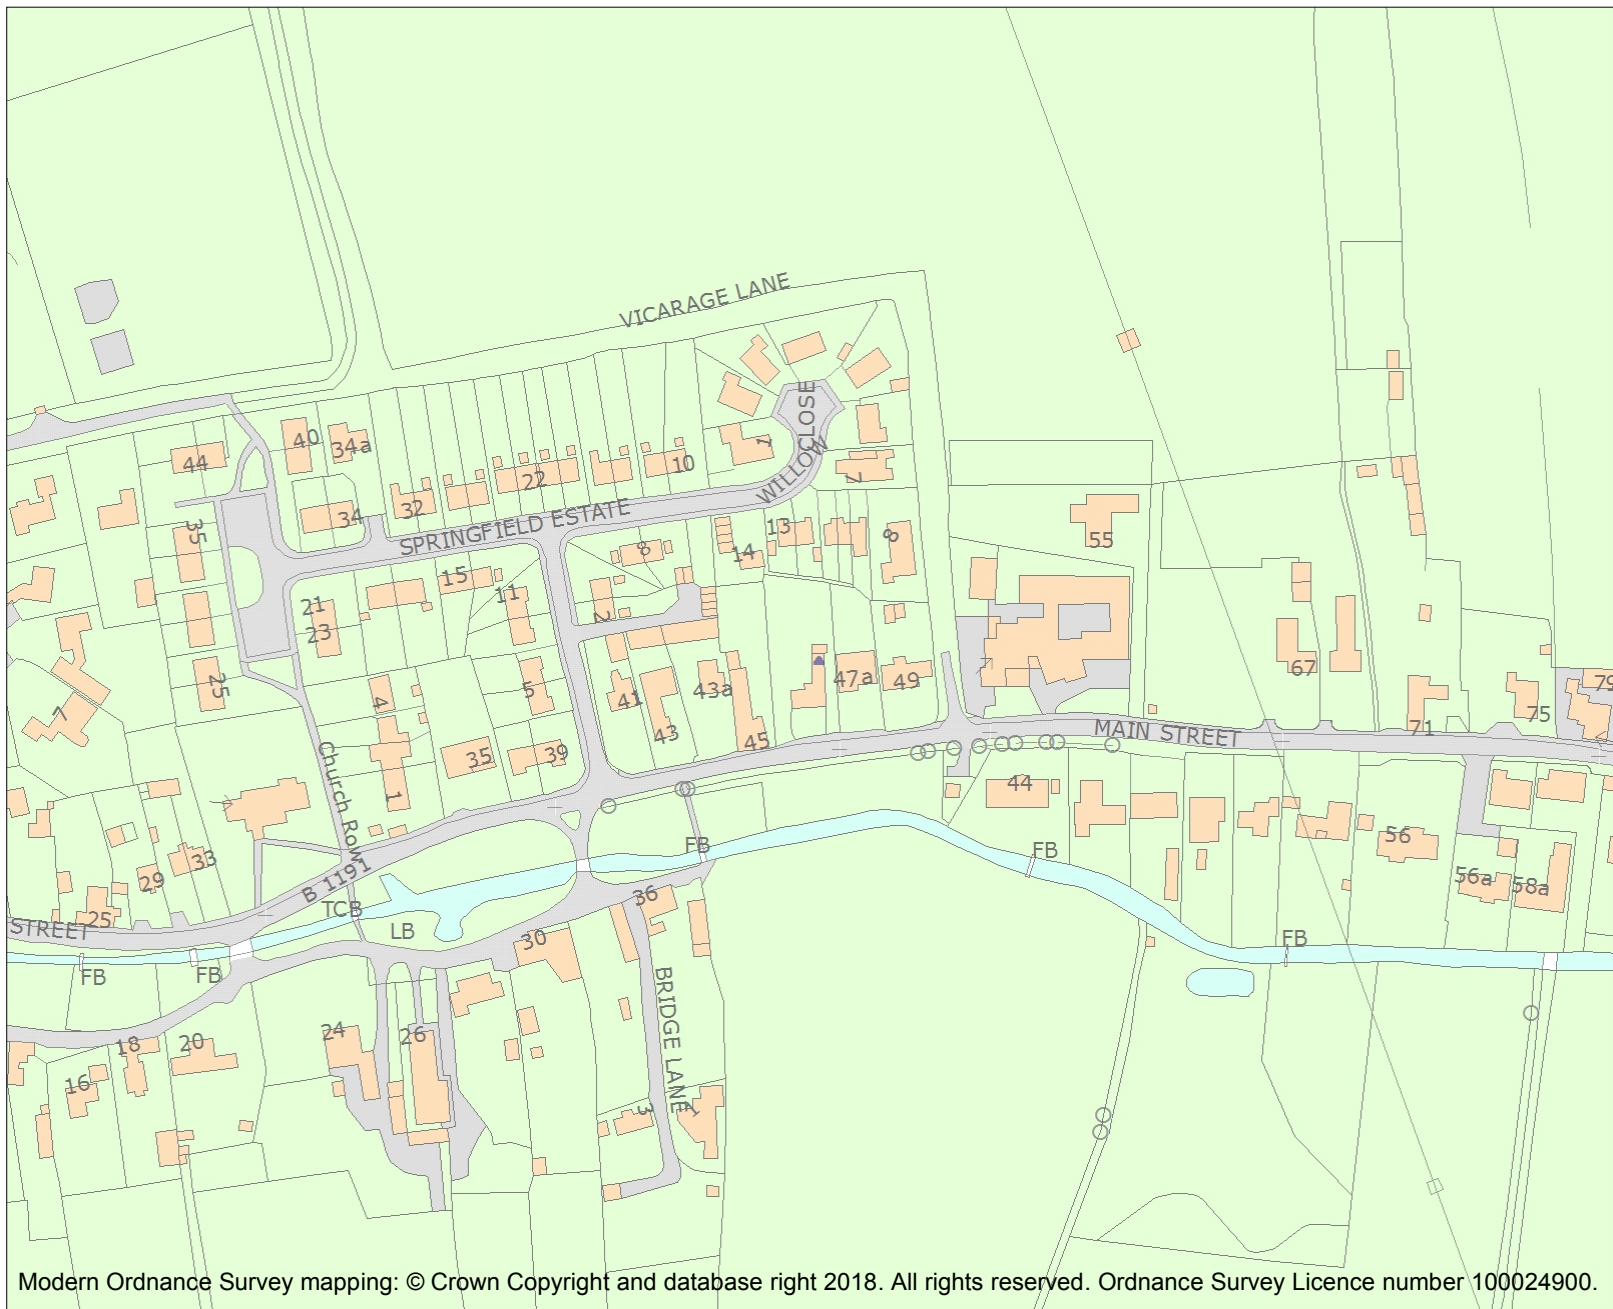 VICARAGE LANE
WILLOW CLOSE
40
34a
44
1
10
22
7
32
34
SPRINGFIELD ESTATE
35
13
14
8
8
55
15
11
21
2
23
67
25
4
5
41
43a
47a
49
79
7
43
45
71
75
MAIN STREET
35
39
Church Row
1
44
56
33
29
B 1191
FB
FB
56a
58a
36
TCB
25
STREET
LB
30
FB
FB
FB
BRIDGE LANE
24
26
18
20
16
3
1
Modern Ordnance Survey mapping: © Crown Copyright and database right 2018. All rights reserved. Ordnance Survey Licence number 100024900.